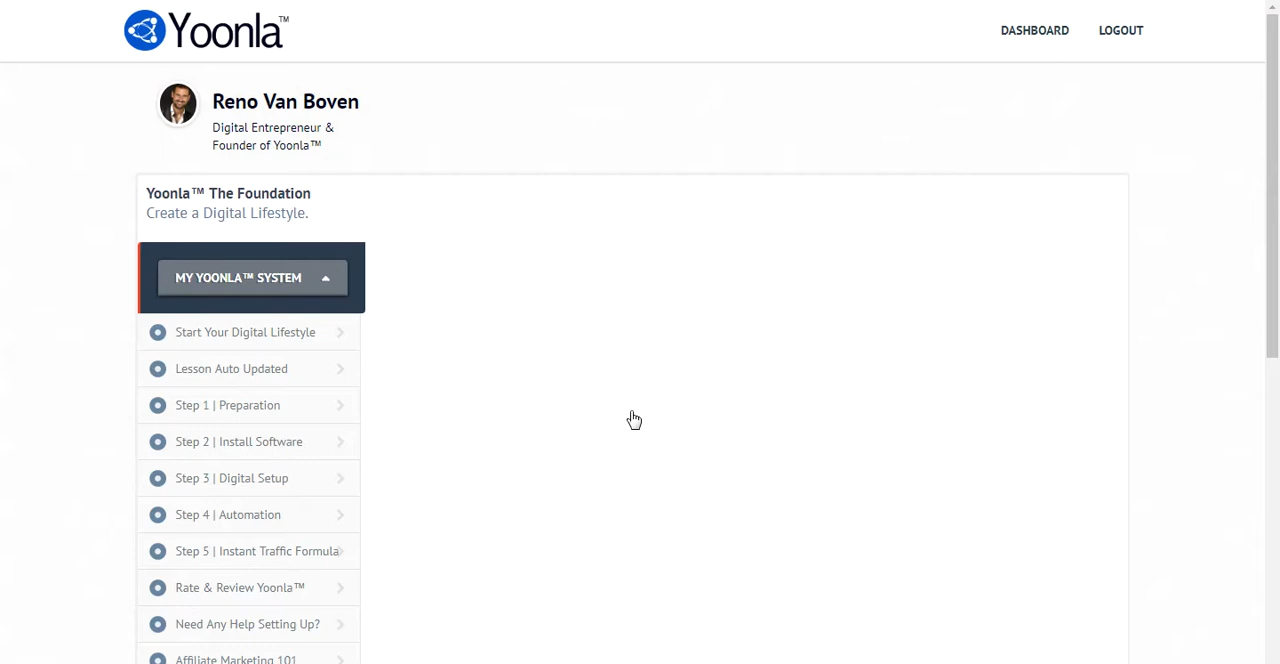 Yoonla™
DASHBOARD
LOGOUT
Reno Van Boven
Digital Entrepreneur &
Founder of Yoonla™
Yoonla™ The Foundation
Create a Digital Lifestyle.
MY YOONLA™ SYSTEM
Start Your Digital Lifestyle
Lesson Auto Updated
Step 1 | Preparation
Step 2 | Install Software
Step 3 | Digital Setup
Step 4 | Automation
Step 5 | Instant Traffic Formula
Rate & Review Yoonla™
Need Any Help Setting Up?
Affiliate Marketing 101